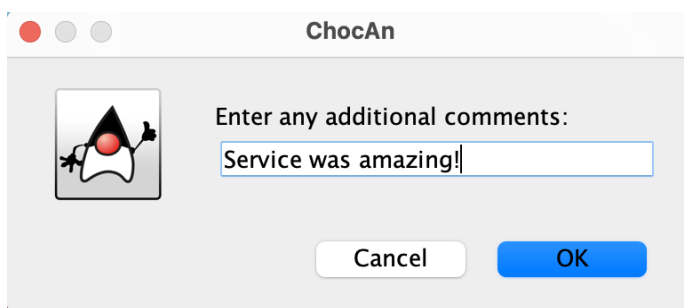 ChocAn
Enter any additional comments:
Service was amazing!
Cancel OK